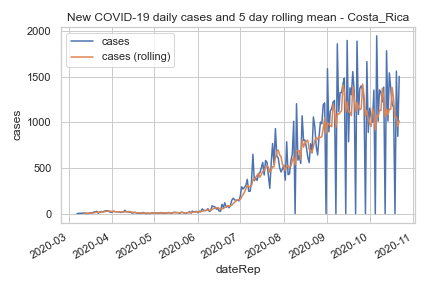 New COVID-19 daily cases and 5 day rolling mean - Costa_Rica
cases
cases (rolling)
2000
1500
1000
500
0
cases
2020-03
2020-04
2020-05
2020-06
2020-07
2020-08
2020-09
2020-10
2020-11
dateRep